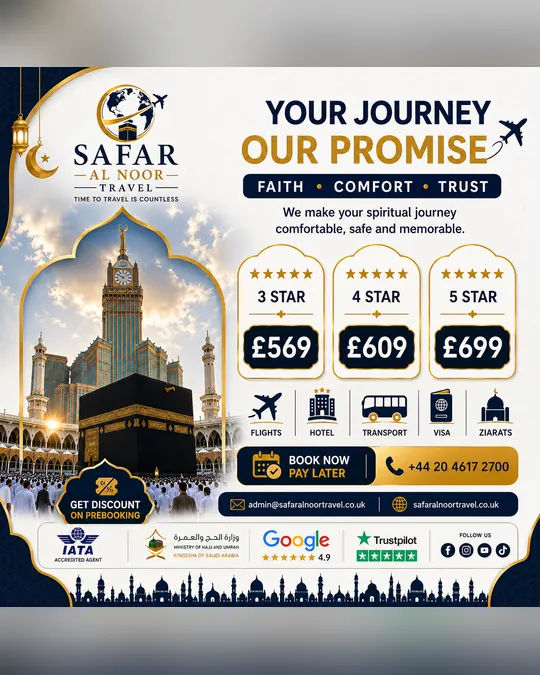 SAFAR
AL NOOR
TRAVEL
TIME TO TRAVEL IS COUNTLESS
YOUR JOURNEY
OUR PROMISE
FAITH • COMFORT • TRUST
We make your spiritual journey
comfortable, safe and memorable.
3 STAR
£569
4 STAR
£609
5 STAR
£699
FLIGHTS
HOTEL
TRANSPORT
VISA
ZIARATS
BOOK NOW
PAY LATER
+44 20 4617 2700
GET DISCOUNT
ON PREBOOKING
admin@safaralnoortravel.co.uk
safaralnoortravel.co.uk
IATA
ACCREDITED AGENT
وزارة الحج والعمرة
MINISTRY OF HAJJ AND UMRAH
KINGDOM OF SAUDI ARABIA
Google
4.9
Trustpilot
FOLLOW US